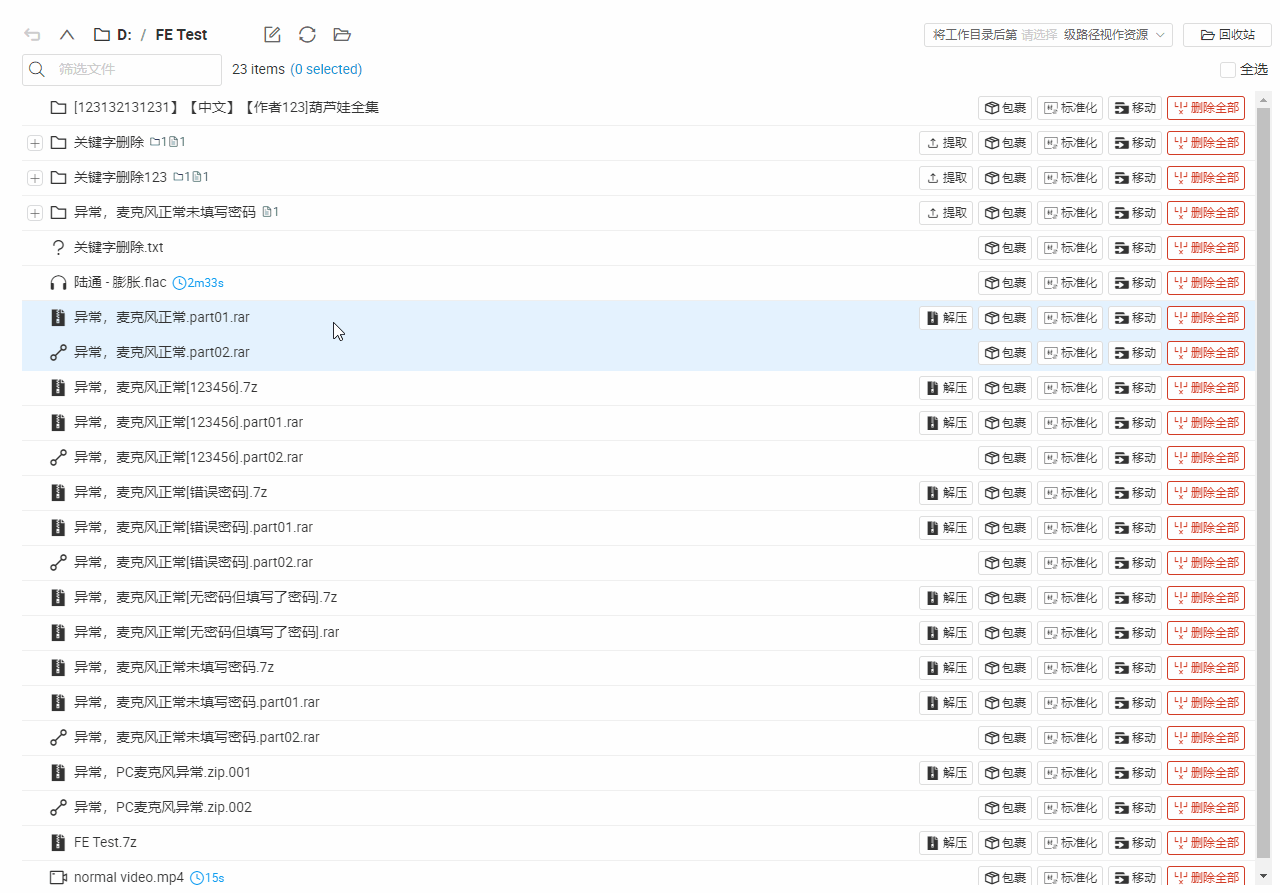 D: / FE Test 将工作目录后第 请选择 级路径视作资源 回收站
筛选文件 23 items (0 selected) 全选
[123132131231】【中文】【作者123]葫芦娃全集 包裹 标准化 移动 删除全部
关键字删除 1 1 提取 包裹 标准化 移动 删除全部
关键字删除123 1 1 提取 包裹 标准化 移动 删除全部
异常，麦克风正常未填写密码 1 提取 包裹 标准化 移动 删除全部
关键字删除.txt 包裹 标准化 移动 删除全部
陆通 - 膨胀.flac 2m33s 包裹 标准化 移动 删除全部
异常，麦克风正常.part01.rar 解压 包裹 标准化 移动 删除全部
异常，麦克风正常.part02.rar 包裹 标准化 移动 删除全部
异常，麦克风正常[123456].7z 解压 包裹 标准化 移动 删除全部
异常，麦克风正常[123456].part01.rar 解压 包裹 标准化 移动 删除全部
异常，麦克风正常[123456].part02.rar 包裹 标准化 移动 删除全部
异常，麦克风正常[错误密码].7z 解压 包裹 标准化 移动 删除全部
异常，麦克风正常[错误密码].part01.rar 解压 包裹 标准化 移动 删除全部
异常，麦克风正常[错误密码].part02.rar 包裹 标准化 移动 删除全部
异常，麦克风正常[无密码但填写了密码].7z 解压 包裹 标准化 移动 删除全部
异常，麦克风正常[无密码但填写了密码].rar 解压 包裹 标准化 移动 删除全部
异常，麦克风正常未填写密码.7z 解压 包裹 标准化 移动 删除全部
异常，麦克风正常未填写密码.part01.rar 解压 包裹 标准化 移动 删除全部
异常，麦克风正常未填写密码.part02.rar 包裹 标准化 移动 删除全部
异常，PC麦克风异常.zip.001 解压 包裹 标准化 移动 删除全部
异常，PC麦克风异常.zip.002 包裹 标准化 移动 删除全部
FE Test.7z 解压 包裹 标准化 移动 删除全部
normal video.mp4 15s 包裹 标准化 移动 删除全部